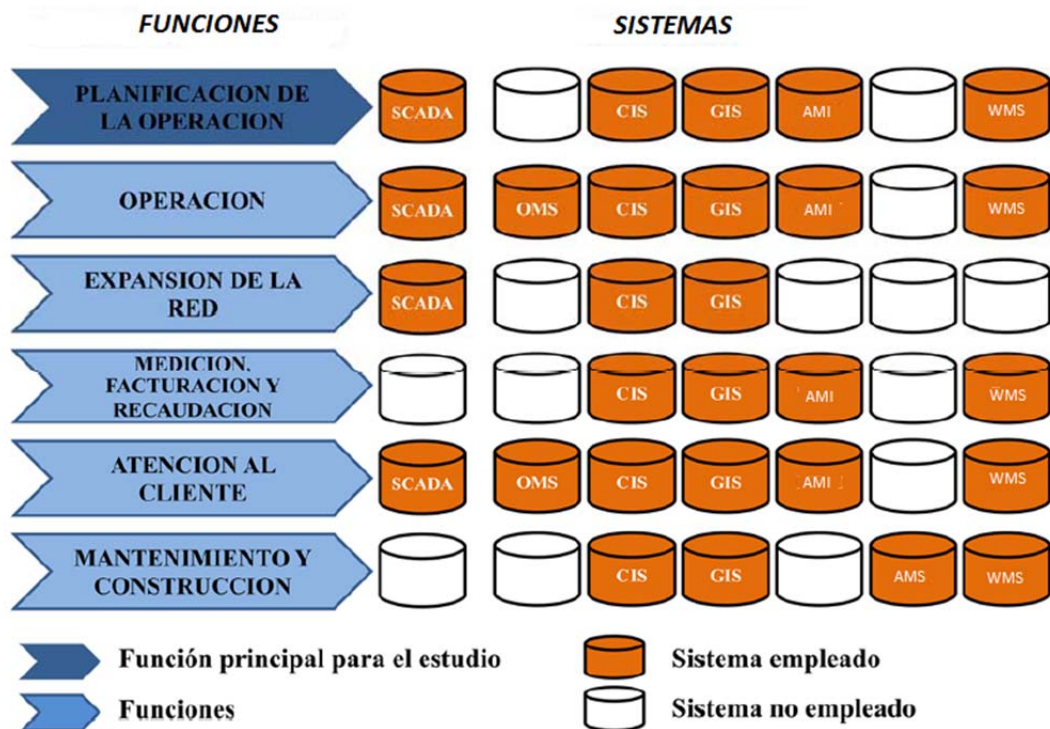 FUNCIONES SISTEMAS
PLANIFICACION DE
LA OPERACION
SCADA CIS GIS AMI WMS
OPERACION
SCADA OMS CIS GIS AMI WMS
EXPANSION DE LA
RED
SCADA CIS GIS
MEDICION,
FACTURACION Y
RECAUDACION
CIS GIS AMI WMS
ATENCION AL
CLIENTE
SCADA OMS CIS GIS AMI WMS
MANTENIMIENTO Y
CONSTRUCCION
CIS GIS AMS WMS
Función principal para el estudio Sistema empleado
Funciones Sistema no empleado